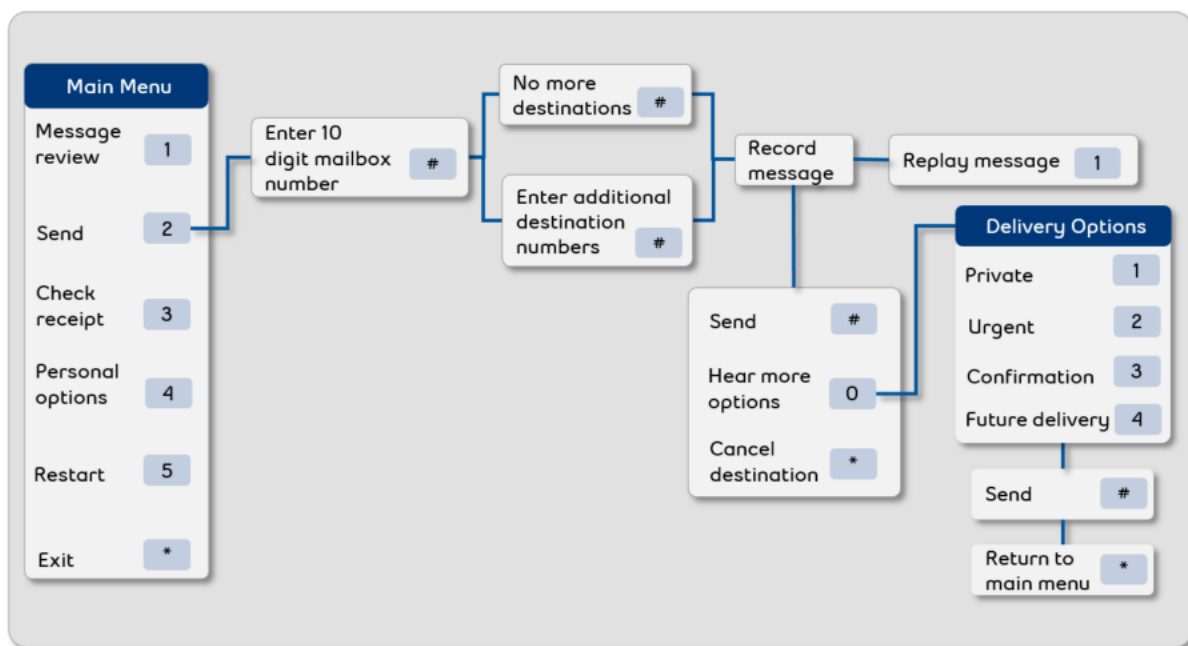 Main Menu
Message
review
1
Send
2
Check
receipt
3
Personal
options
4
Restart
5
Exit
*
Enter 10
digit mailbox
number
#
No more
destinations
#
Enter additional
destination
numbers
#
Record
message
Replay message
1
Send
#
Hear more
options
0
Cancel
destination
*
Delivery Options
Private
1
Urgent
2
Confirmation
3
Future delivery
4
Send
#
Return to
main menu
*